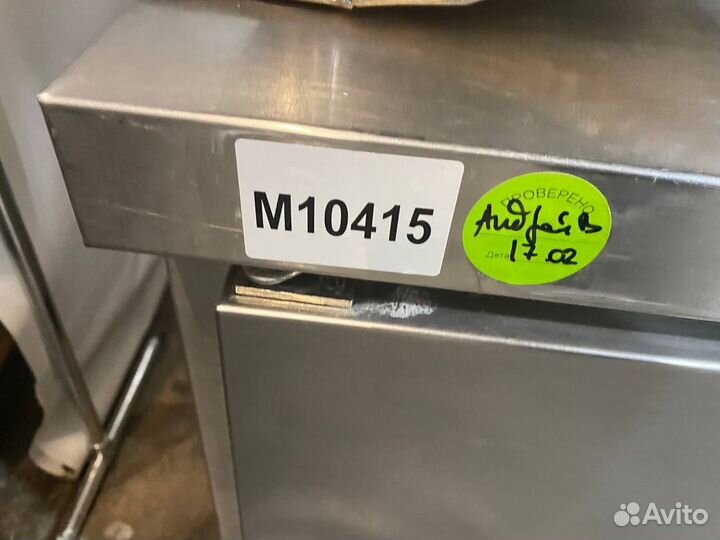 M10415
ПРОВЕРЕНО
Андрей В
Дата 17.02
Avito